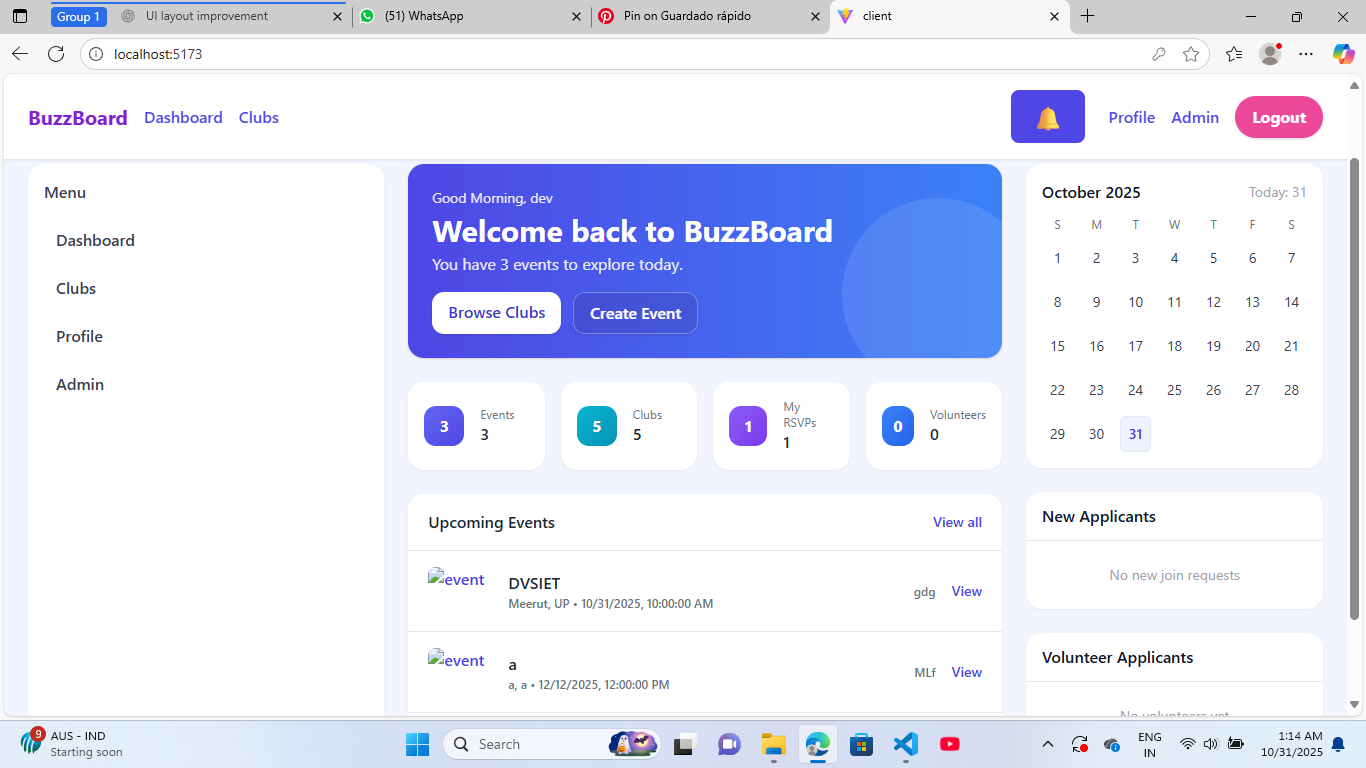 Group 1
UI layout improvement
(51) WhatsApp
Pin on Guardado rápido
client
localhost:5173
BuzzBoard Dashboard Clubs
Profile Admin Logout
Menu
Dashboard
Clubs
Profile
Admin
Good Morning, dev
Welcome back to BuzzBoard
You have 3 events to explore today.
Browse Clubs Create Event
3 Events
3
5 Clubs
5
1 My
RSVPs
1
0 Volunteers
0
Upcoming Events View all
event
DVSIET
Meerut, UP • 10/31/2025, 10:00:00 AM
gdg View
event
a
a, a • 12/12/2025, 12:00:00 PM
MLf View
October 2025 Today: 31
S M T W T F S
1 2 3 4 5 6 7
8 9 10 11 12 13 14
15 16 17 18 19 20 21
22 23 24 25 26 27 28
29 30 31
New Applicants
No new join requests
Volunteer Applicants
No volunteers yet
9
AUS - IND
Starting soon
Search
ENG
IN
1:14 AM
10/31/2025